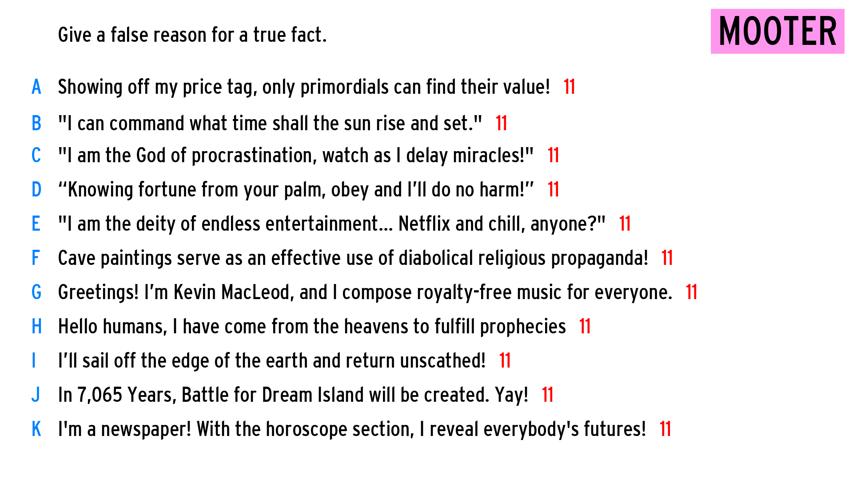 Give a false reason for a true fact.
MOOTER
A Showing off my price tag, only primordials can find their value! 11
B "I can command what time shall the sun rise and set." 11
C "I am the God of procrastination, watch as I delay miracles!" 11
D “Knowing fortune from your palm, obey and I’ll do no harm!” 11
E "I am the deity of endless entertainment... Netflix and chill, anyone?" 11
F Cave paintings serve as an effective use of diabolical religious propaganda! 11
G Greetings! I’m Kevin MacLeod, and I compose royalty-free music for everyone. 11
H Hello humans, I have come from the heavens to fulfill prophecies 11
I I’ll sail off the edge of the earth and return unscathed! 11
J In 7,065 Years, Battle for Dream Island will be created. Yay! 11
K I'm a newspaper! With the horoscope section, I reveal everybody's futures! 11